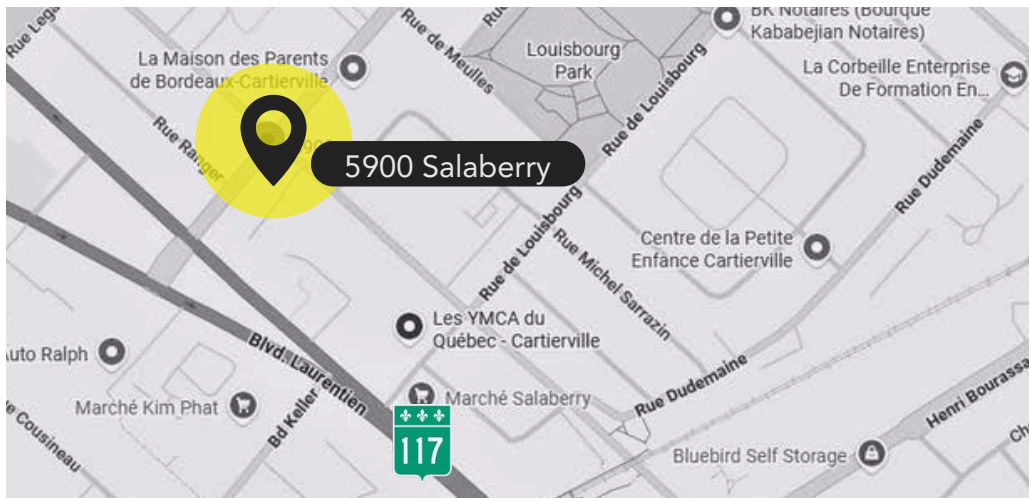 Rue de Meulles
BK Notaires (Bourque
Kababejian Notaires)
La Maison des Parents
de Bordeaux-Cartierville
Louisbourg
Park
La Corbeille Enterprise
De Formation En...
Rue de Louisbourg
Rue Ranger
5900 Salaberry
Rue Dudemaine
Rue de Louisbourg
Rue Michel Sarrazin
Centre de la Petite
Enfance Cartierville
Les YMCA du
Québec - Cartierville
Blvd. Laurentien
Auto Ralph
Marché Kim Phat
Bd Keller
Marché Salaberry
117
Rue Dudemaine
Henri Bourassa
Cousineau
Bluebird Self Storage